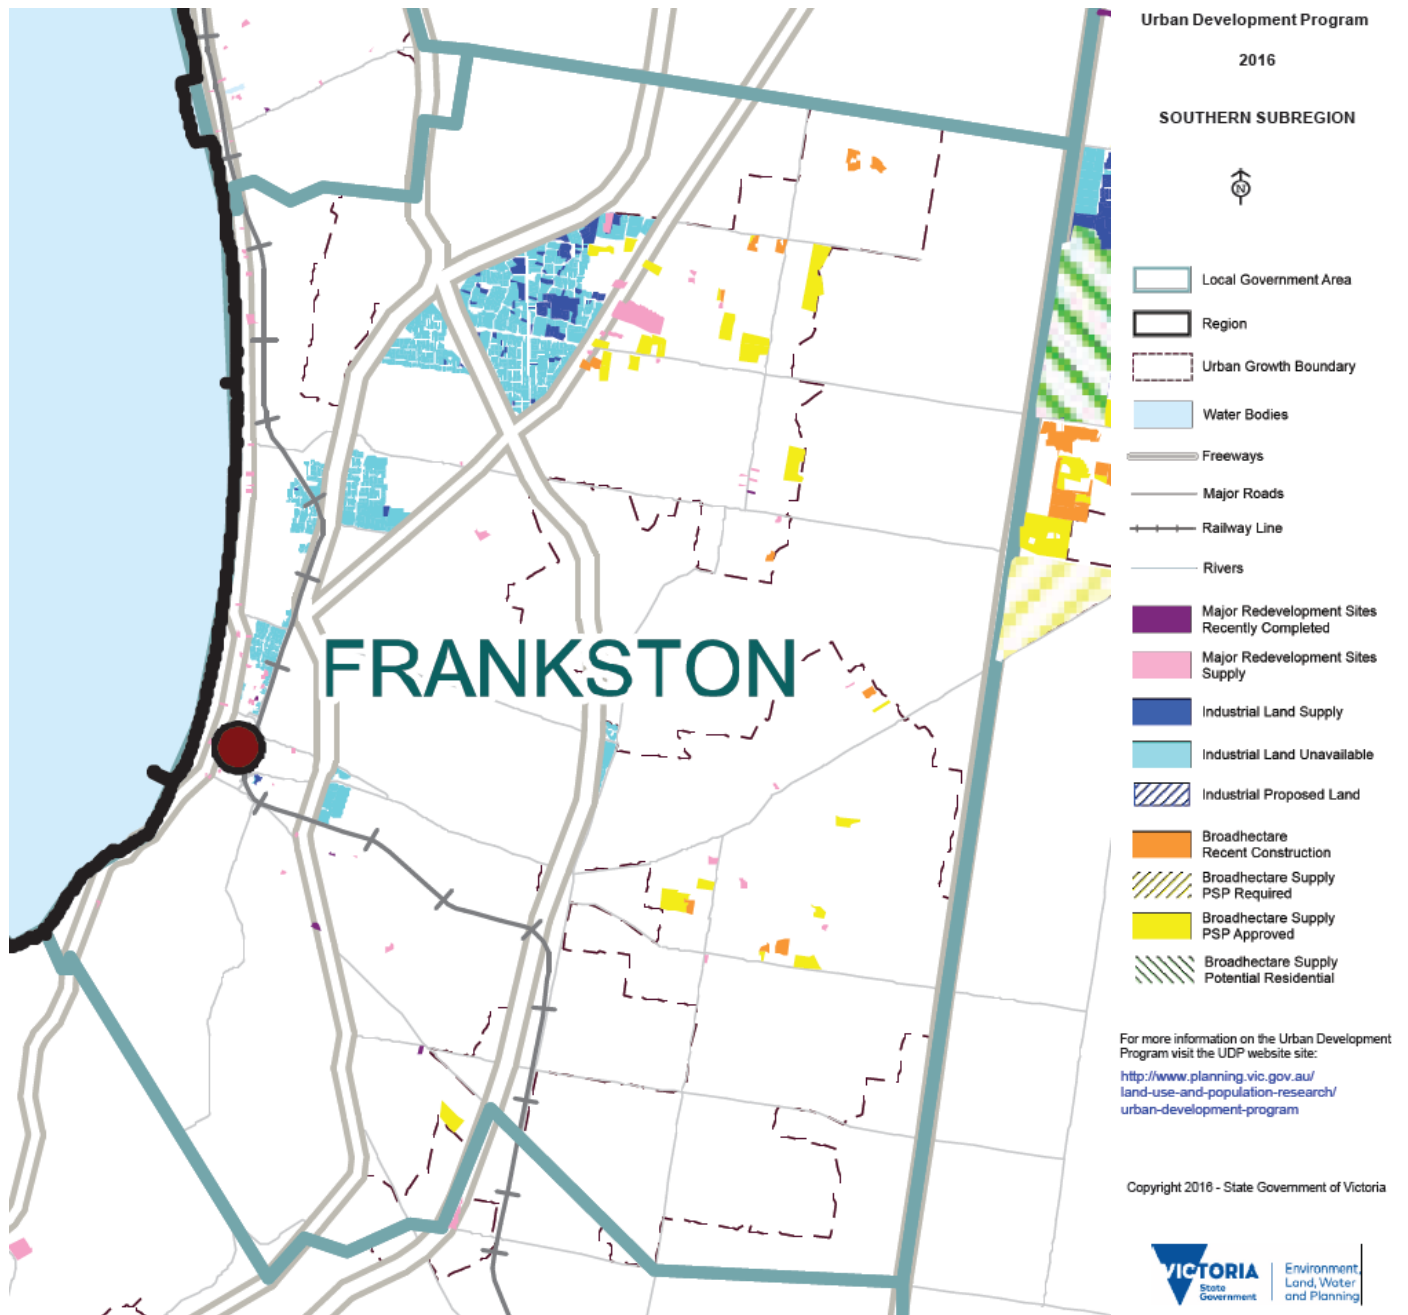 Urban Development Program
2016
SOUTHERN SUBREGION
N
Local Government Area
Region
Urban Growth Boundary
Water Bodies
Freeways
Major Roads
Railway Line
Rivers
Major Redevelopment Sites
Recently Completed
Major Redevelopment Sites
Supply
Industrial Land Supply
Industrial Land Unavailable
Industrial Proposed Land
Broadhectare
Recent Construction
Broadhectare Supply
PSP Required
Broadhectare Supply
PSP Approved
Broadhectare Supply
Potential Residential
FRANKSTON
For more information on the Urban Development
Program visit the UDP website site:
http://www.planning.vic.gov.au/
land-use-and-population-research/
urban-development-program
Copyright 2016 - State Government of Victoria
VICTORIA
State
Government
Environment,
Land, Water
and Planning